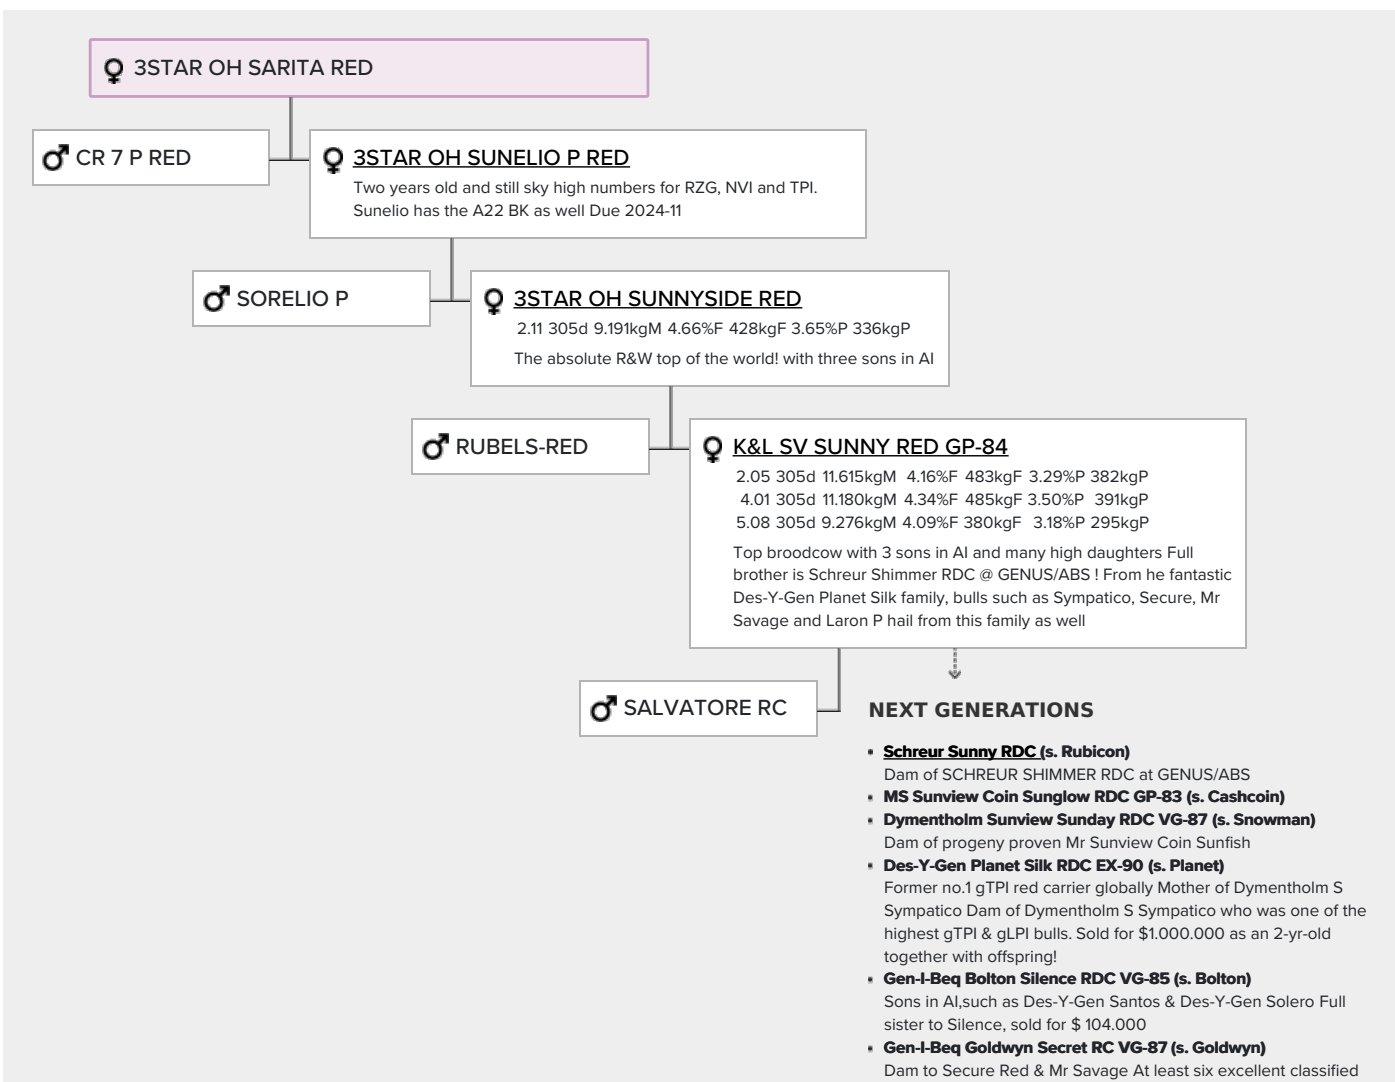 3STAR OH SARITA RED
CR 7 P RED
3STAR OH SUNELIO P RED
Two years old and still sky high numbers for RZG, NVI and TPI.
Sunelio has the A22 BK as well Due 2024-11
SORELIO P
3STAR OH SUNNYSIDE RED
2.11 305d 9.191kgM 4.66%F 428kgF 3.65%P 336kgP
The absolute R&W top of the world! with three sons in AI
RUBELS-RED
K&L SV SUNNY RED GP-84
2.05 305d 11.615kgM 4.16%F 483kgF 3.29%P 382kgP
4.01 305d 11.180kgM 4.34%F 485kgF 3.50%P 391kgP
5.08 305d 9.276kgM 4.09%F 380kgF 3.18%P 295kgP
Top broodcow with 3 sons in AI and many high daughters Full
brother is Schreur Shimmer RDC @ GENUS/ABS ! From he fantastic
Des-Y-Gen Planet Silk family, bulls such as Sympatico, Secure, Mr
Savage and Laron P hail from this family as well
SALVATORE RC
NEXT GENERATIONS
Schreur Sunny RDC (s. Rubicon)
Dam of SCHREUR SHIMMER RDC at GENUS/ABS
MS Sunview Coin Sunglow RDC GP-83 (s. Cashcoin)
Dymentholm Sunview Sunday RDC VG-87 (s. Snowman)
Dam of progeny proven Mr Sunview Coin Sunfish
Des-Y-Gen Planet Silk RDC EX-90 (s. Planet)
Former no.1 gTPI red carrier globally Mother of Dymentholm S
Sympatico Dam of Dymentholm S Sympatico who was one of the
highest gTPI & gLPI bulls. Sold for $1.000.000 as an 2-yr-old
together with offspring!
Gen-I-Beq Bolton Silence RDC VG-85 (s. Bolton)
Sons in AI,such as Des-Y-Gen Santos & Des-Y-Gen Solero Full
sister to Silence, sold for $ 104.000
Gen-I-Beq Goldwyn Secret RC VG-87 (s. Goldwyn)
Dam to Secure Red & Mr Savage At least six excellent classified